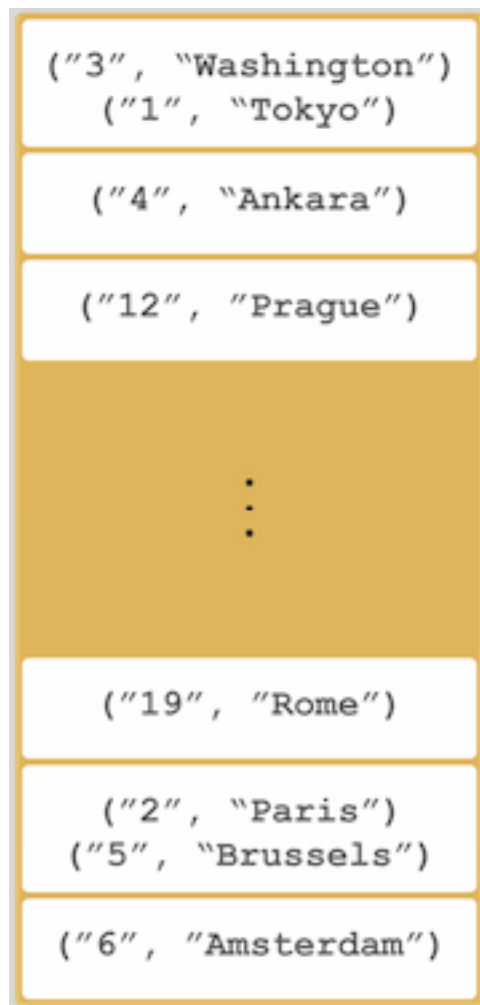 ("3", “Washington")
("1", “Tokyo")
("4", “Ankara")
("12", "Prague")
("19", "Rome")
("2", “Paris")
("5", “Brussels")
("6", "Amsterdam")